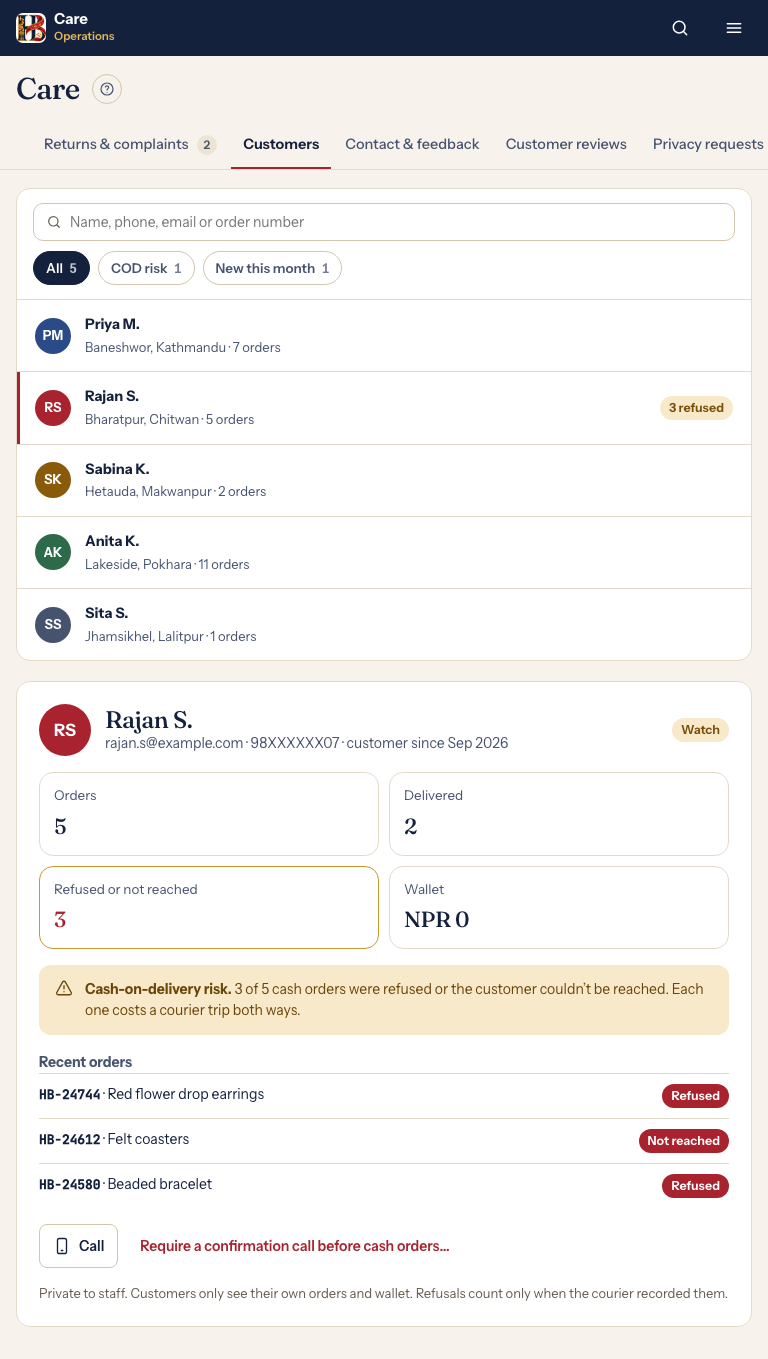 Care
Operations
Care
Returns & complaints 2 Customers Contact & feedback Customer reviews Privacy requests
Name, phone, email or order number
All 5 COD risk 1 New this month 1
PM
Priya M.
Baneshwor, Kathmandu · 7 orders
RS
Rajan S.
Bharatpur, Chitwan · 5 orders
3 refused
SK
Sabina K.
Hetauda, Makwanpur · 2 orders
AK
Anita K.
Lakeside, Pokhara · 11 orders
SS
Sita S.
Jhamsikhel, Lalitpur · 1 orders
RS
Rajan S.
rajan.s@example.com · 98XXXXXX07 · customer since Sep 2026
Watch
Orders
5
Delivered
2
Refused or not reached
3
Wallet
NPR 0
Cash-on-delivery risk. 3 of 5 cash orders were refused or the customer couldn’t be reached. Each
one costs a courier trip both ways.
Recent orders
HB-24744 · Red flower drop earrings Refused
HB-24612 · Felt coasters Not reached
HB-24580 · Beaded bracelet Refused
Call Require a confirmation call before cash orders…
Private to staff. Customers only see their own orders and wallet. Refusals count only when the courier recorded them.